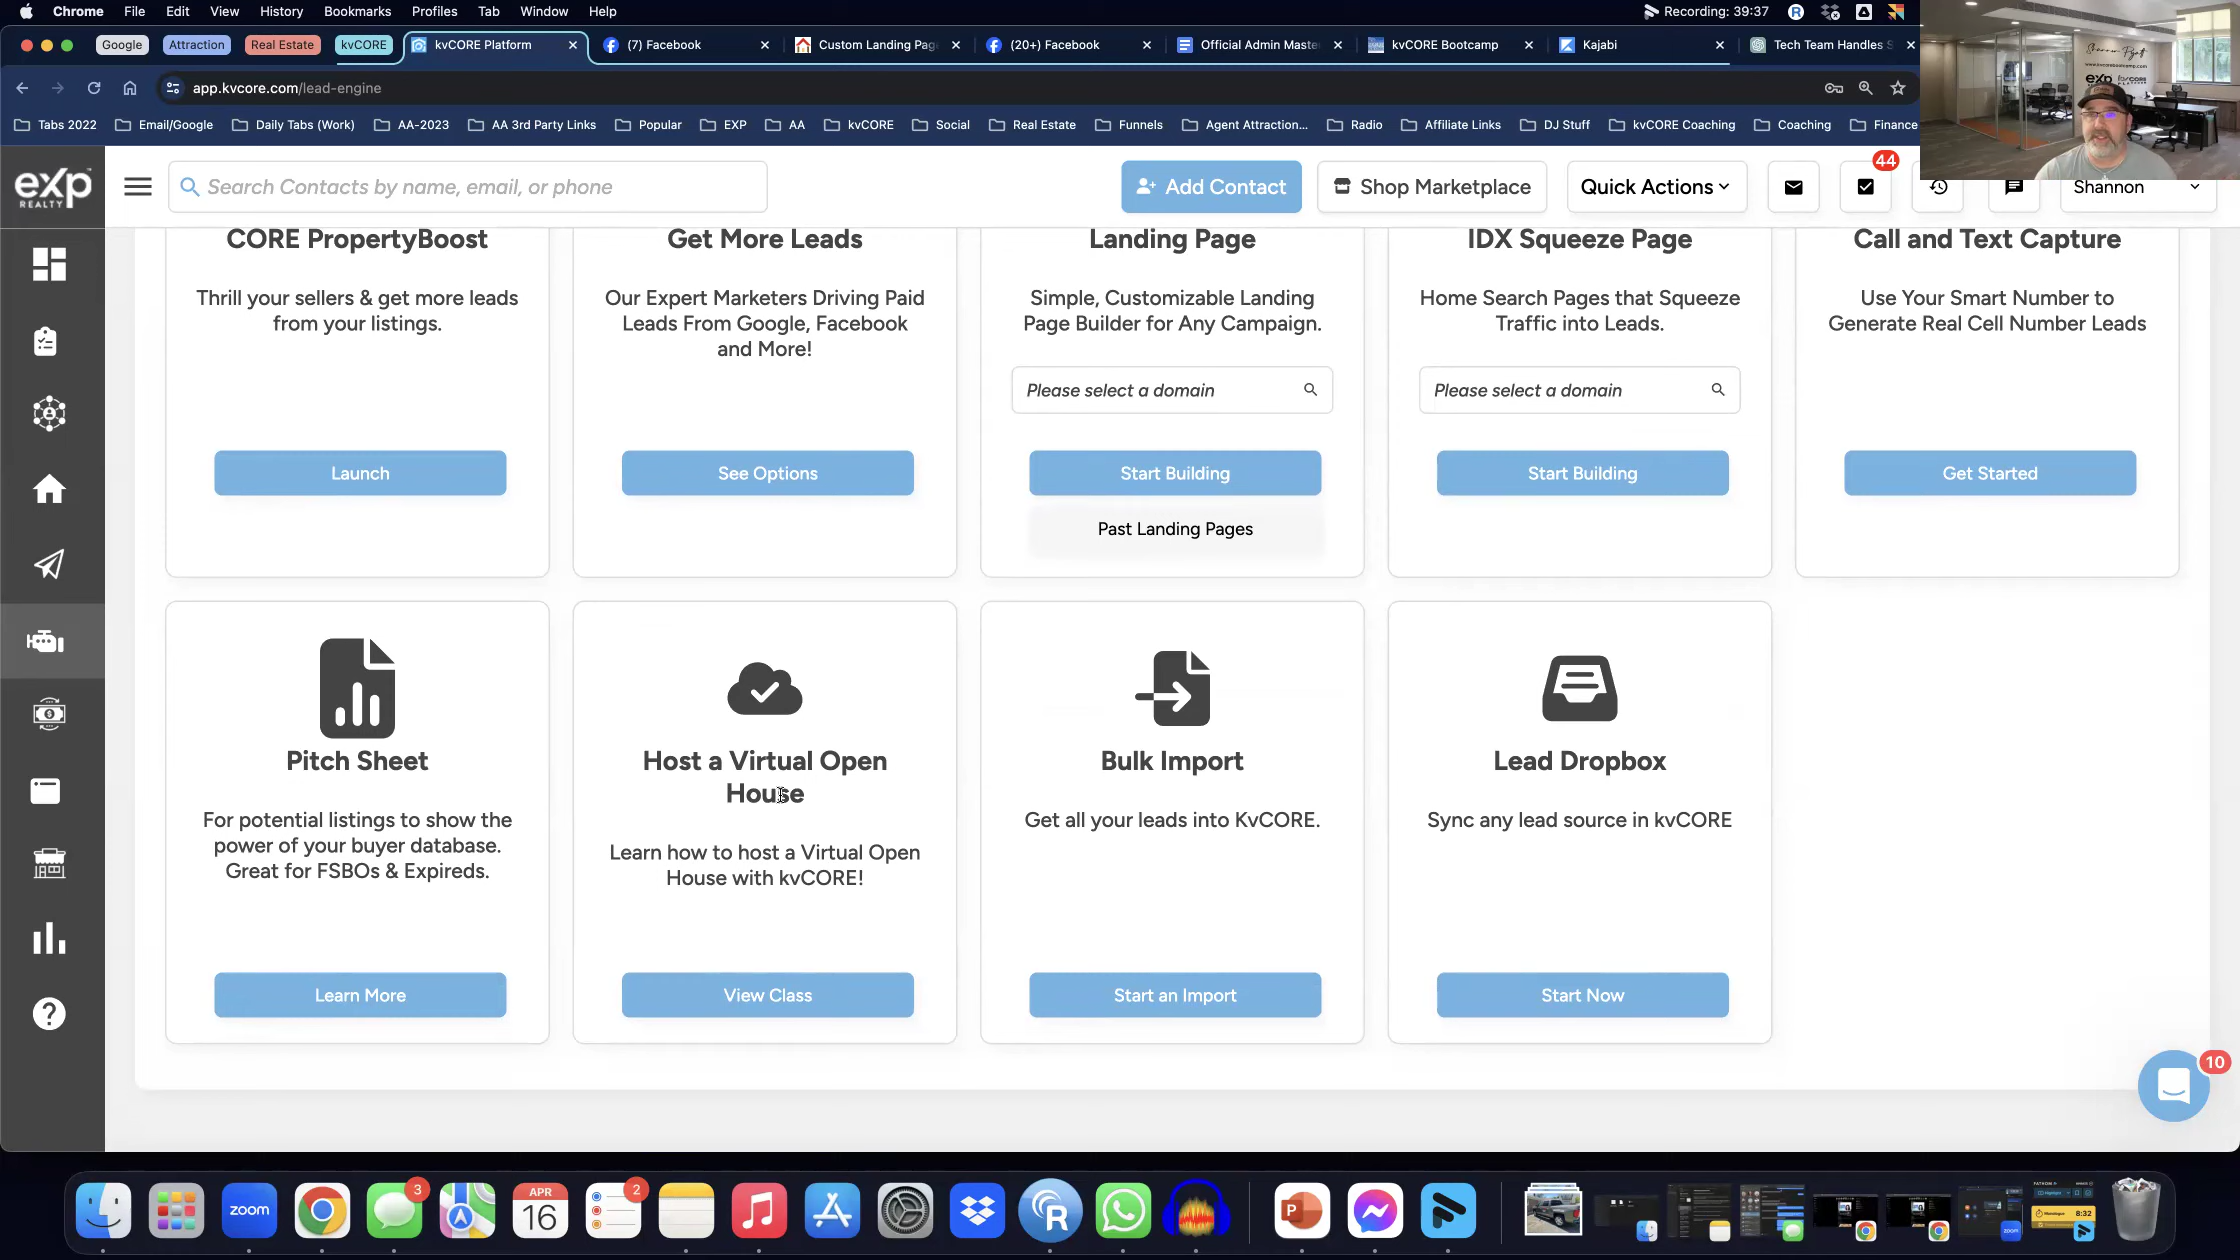 Chrome File Edit View History Bookmarks Profiles Tab Window Help Recording: 39:37
Google Attraction Real Estate kvCORE kvCORE Platform (7) Facebook Custom Landing Pag (20+) Facebook Official Admin Maste kvCORE Bootcamp Kajabi Tech Team Handles S
app.kvcore.com/lead-engine
Tabs 2022 Email/Google Daily Tabs (Work) AA-2023 AA 3rd Party Links Popular EXP AA kvCORE Social Real Estate Funnels Agent Attraction... Radio Affiliate Links DJ Stuff kvCORE Coaching Coaching Finance
exp
REALTY
Search Contacts by name, email, or phone
Add Contact
Shop Marketplace
Quick Actions
44
Shannon
CORE PropertyBoost
Thrill your sellers & get more leads
from your listings.
Launch
Get More Leads
Our Expert Marketers Driving Paid
Leads From Google, Facebook
and More!
See Options
Landing Page
Simple, Customizable Landing
Page Builder for Any Campaign.
Please select a domain
Start Building
Past Landing Pages
IDX Squeeze Page
Home Search Pages that Squeeze
Traffic into Leads.
Please select a domain
Start Building
Call and Text Capture
Use Your Smart Number to
Generate Real Cell Number Leads
Get Started
Pitch Sheet
For potential listings to show the
power of your buyer database.
Great for FSBOs & Expireds.
Learn More
Host a Virtual Open
House
Learn how to host a Virtual Open
House with kvCORE!
View Class
Bulk Import
Get all your leads into KvCORE.
Start an Import
Lead Dropbox
Sync any lead source in kvCORE
Start Now
10
zoom
3
APR
16
2
8:32